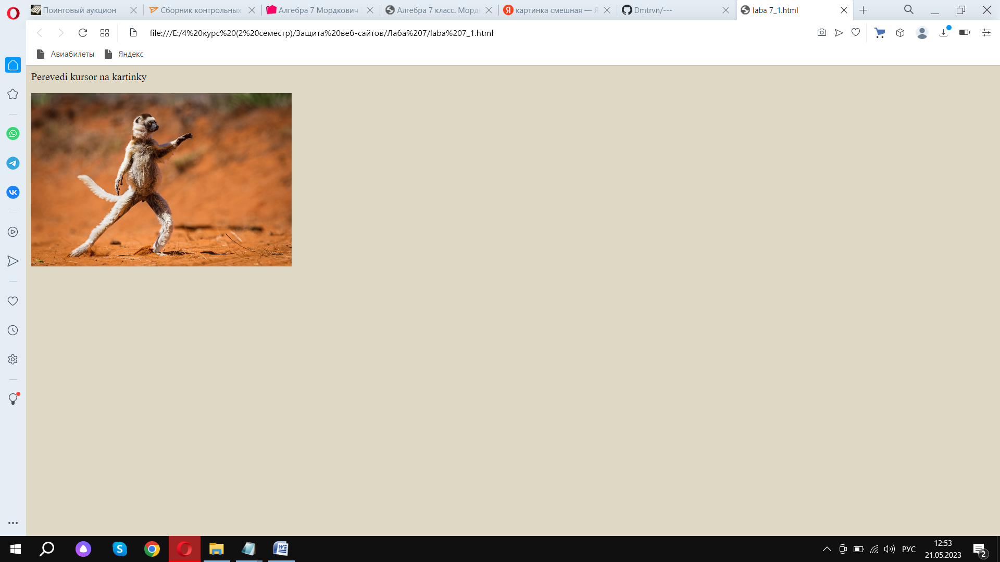 Поинтовый аукцион
Сборник контрольных
Алгебра 7 Мордкович
Алгебра 7 класс. Морд
картинка смешная — Я
Dmtrvn/---
laba 7_1.html
file:///E:/4%20курс%20(2%20семестр)/Защита%20веб-сайтов/Лаба%207/laba%207_1.html
Авиабилеты
Яндекс
Perevedi kursor na kartinky
РУС
12:53
21.05.2023
2